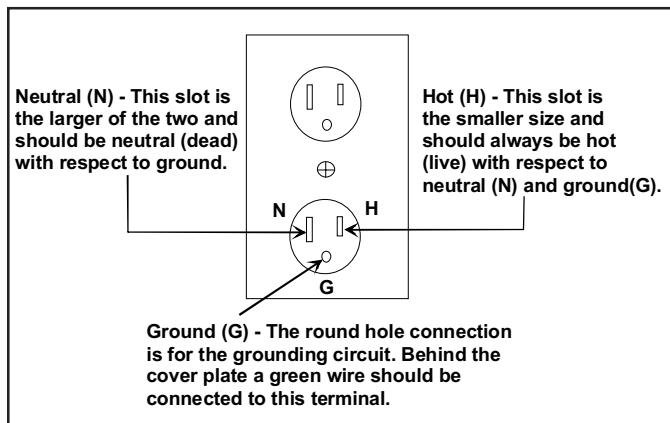 Neutral (N) - This slot is
the larger of the two and
should be neutral (dead)
with respect to ground.
Hot (H) - This slot is
the smaller size and
should always be hot
(live) with respect to
neutral (N) and ground(G).
N
H
G
Ground (G) - The round hole connection
is for the grounding circuit. Behind the
cover plate a green wire should be
connected to this terminal.